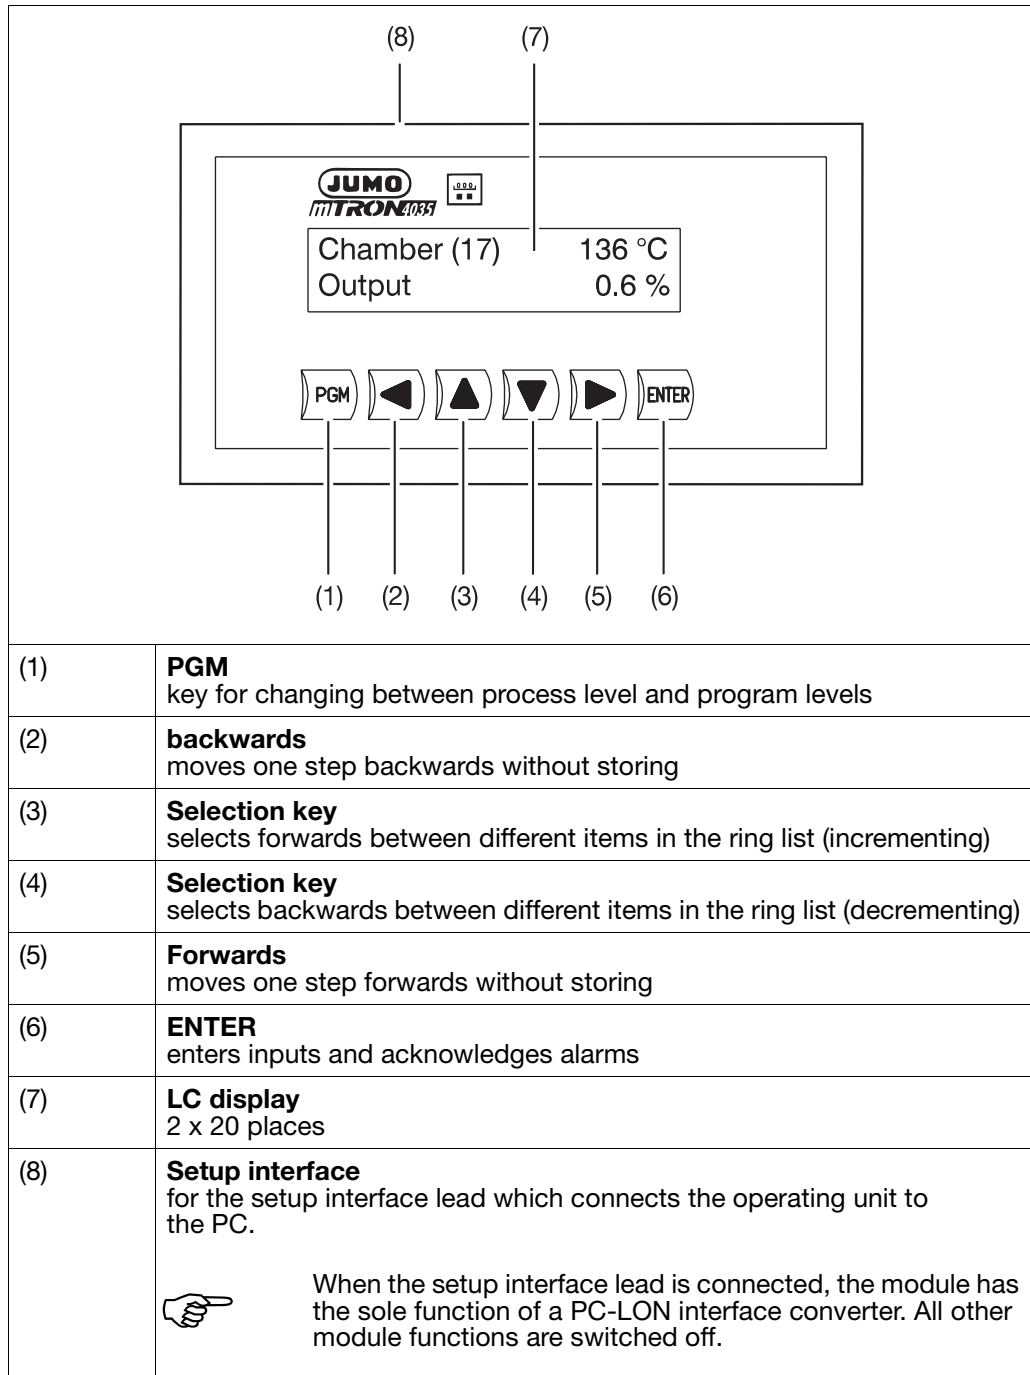 (8) (7)
JUMO
mTRON4035
Chamber (17) 136 °C
Output 0.6 %
PGM ENTER
(1) (2) (3) (4) (5) (6)
(1) PGM
key for changing between process level and program levels
(2) backwards
moves one step backwards without storing
(3) Selection key
selects forwards between different items in the ring list (incrementing)
(4) Selection key
selects backwards between different items in the ring list (decrementing)
(5) Forwards
moves one step forwards without storing
(6) ENTER
enters inputs and acknowledges alarms
(7) LC display
2 x 20 places
(8) Setup interface
for the setup interface lead which connects the operating unit to
the PC.
When the setup interface lead is connected, the module has
the sole function of a PC-LON interface converter. All other
module functions are switched off.